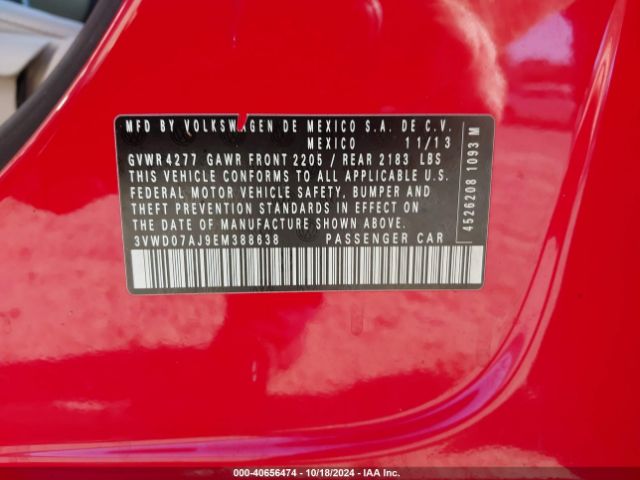 MFD BY VOLKSWAGEN DE MEXICO S.A. DE C.V.
MEXICO 11/13
GVWR 4277 GAWR FRONT 2205 / REAR 2183 LBS
THIS VEHICLE CONFORMS TO ALL APPLICABLE U.S.
FEDERAL MOTOR VEHICLE SAFETY, BUMPER AND
THEFT PREVENTION STANDARDS IN EFFECT ON
THE DATE OF MANUFACTURE SHOWN ABOVE.
3VWD07AJ9EM388638 PASSENGER CAR
4526208 1093 M
000-40656474 - 10/18/2024 - IAA Inc.